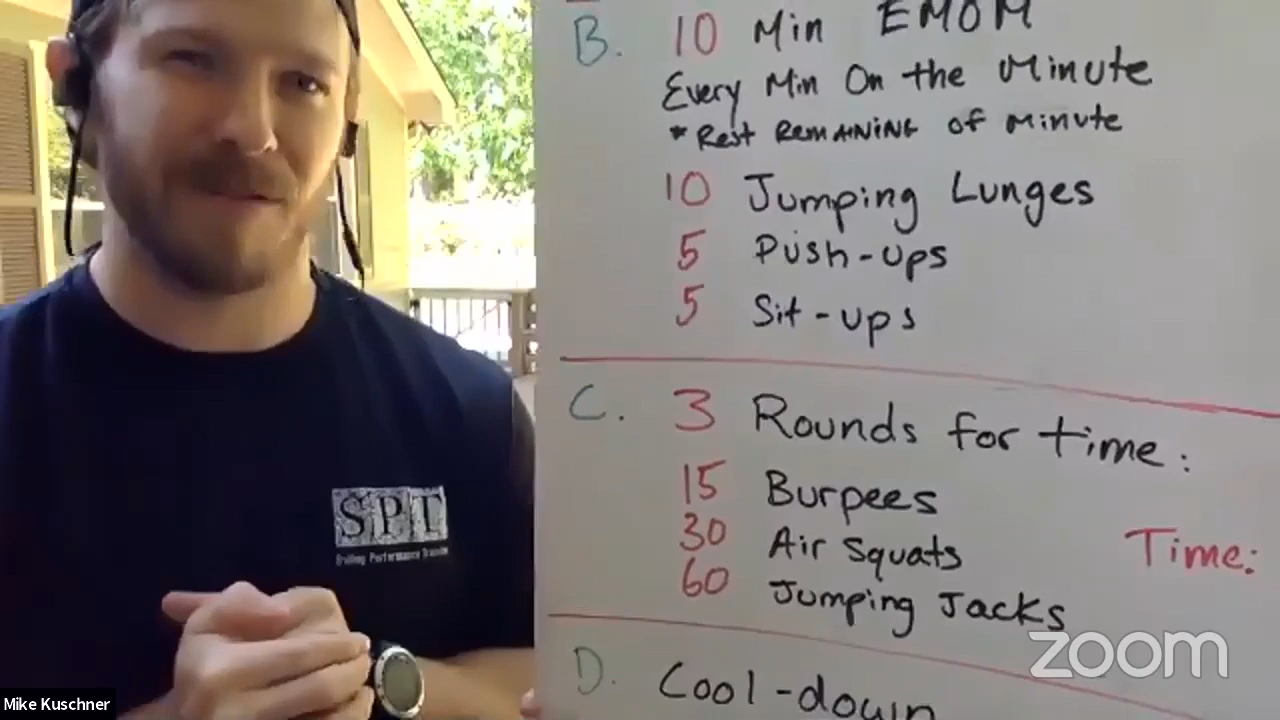 B. 10 Min EMOM
Every Min On the Minute
* Rest REMAINING of Minute
10 Jumping Lunges
5 Push-ups
5 Sit-ups
C. 3 Rounds for time:
15 Burpees
30 Air Squats
60 Jumping Jacks
Time:
D. Cool-down
SPT
Performance
Mike Kuschner
zoom